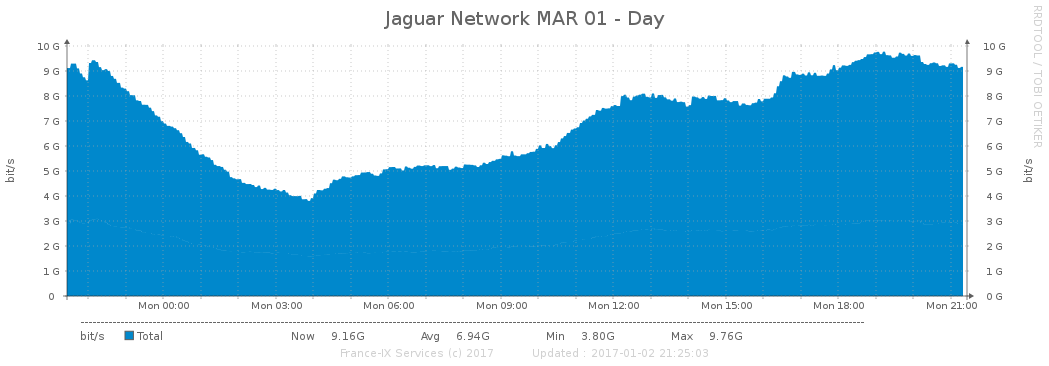 Jaguar Network MAR 01 - Day
RRDTOOL / TOBI OETIKER
bit/s
10 G
9 G
8 G
7 G
6 G
5 G
4 G
3 G
2 G
1 G
0
10 G
9 G
8 G
7 G
6 G
5 G
4 G
3 G
2 G
1 G
0 G
bit/s
Mon 00:00 Mon 03:00 Mon 06:00 Mon 09:00 Mon 12:00 Mon 15:00 Mon 18:00 Mon 21:00
bit/s Total Now 9.16G Avg 6.94G Min 3.80G Max 9.76G
France-IX Services (c) 2017 Updated : 2017-01-02 21:25:03